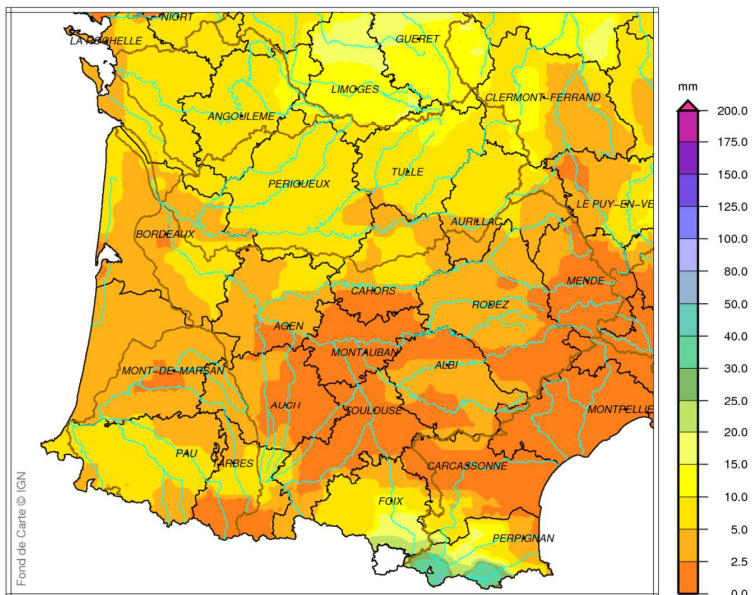 NIORT
LA ROCHELLE
GUERET
LIMOGES
CLERMONT-FERRAND
ANGOULEME
TULLE
PERIGUEUX
LE PUY-EN-VE
AURILLAC
BORDEAUX
CAHORS
MENDE
RODEZ
AGEN
MONTAUBAN
ALBI
MONT-DE-MARSAN
AUCH
TOULOUSE
MONTPELLIE
PAU
TARBES
CARCASSONNE
FOIX
PERPIGNAN
Fond de Carte © IGN
mm
200.0
175.0
150.0
125.0
100.0
80.0
50.0
40.0
30.0
25.0
20.0
15.0
10.0
5.0
2.5
0.0